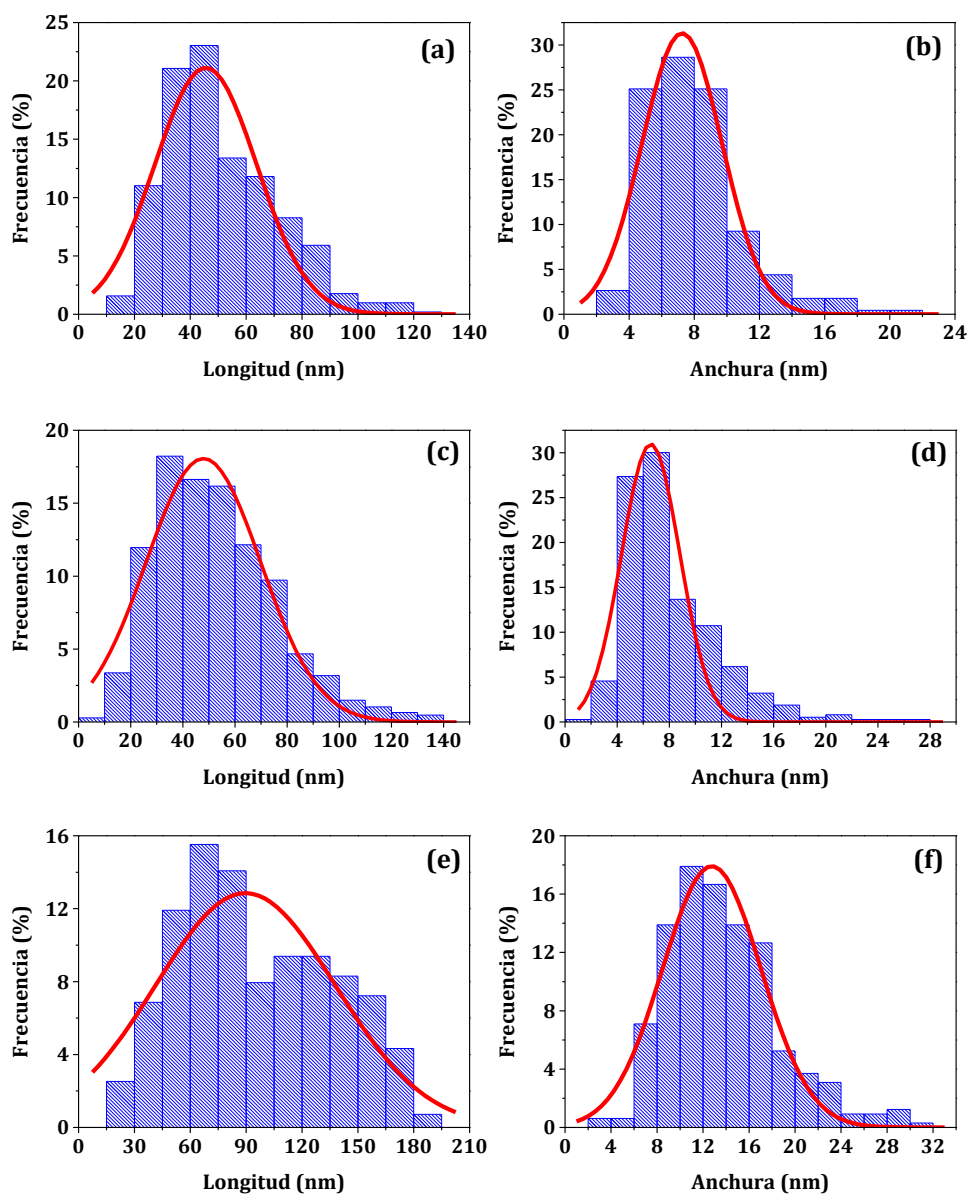 (a)
Frecuencia (%)
25
20
15
10
5
0
0 20 40 60 80 100 120 140
Longitud (nm)
(b)
Frecuencia (%)
30
25
20
15
10
5
0
0 4 8 12 16 20 24
Anchura (nm)
(c)
Frecuencia (%)
20
15
10
5
0
0 20 40 60 80 100 120 140
Longitud (nm)
(d)
Frecuencia (%)
30
25
20
15
10
5
0
0 4 8 12 16 20 24 28
Anchura (nm)
(e)
Frecuencia (%)
16
12
8
4
0
0 30 60 90 120 150 180 210
Longitud (nm)
(f)
Frecuencia (%)
20
16
12
8
4
0
0 4 8 12 16 20 24 28 32
Anchura (nm)